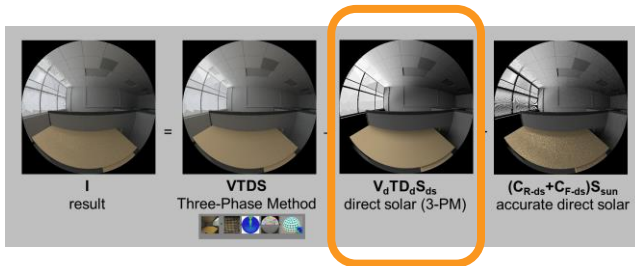 = - +
I VTDS VdTDdSds (CR-ds+CF-ds)Ssun
result Three-Phase Method direct solar (3-PM) accurate direct solar